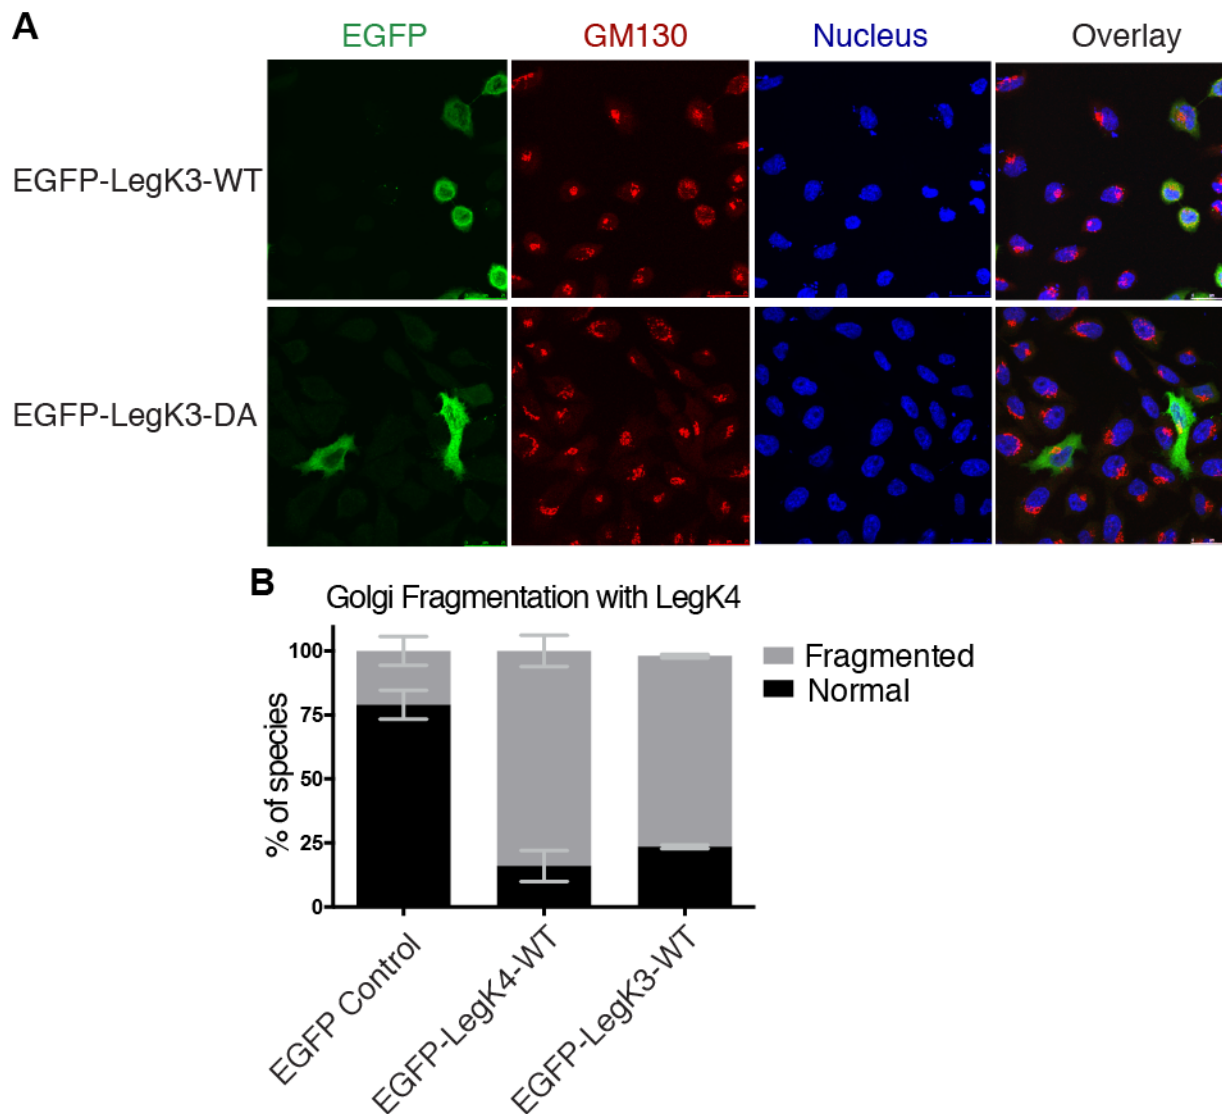 A
EGFP GM130 Nucleus Overlay
EGFP-LegK3-WT
EGFP-LegK3-DA
B
Golgi Fragmentation with LegK4
% of species
100
75
50
25
0
Fragmented
Normal
EGFP Control
EGFP-LegK4-WT
EGFP-LegK3-WT